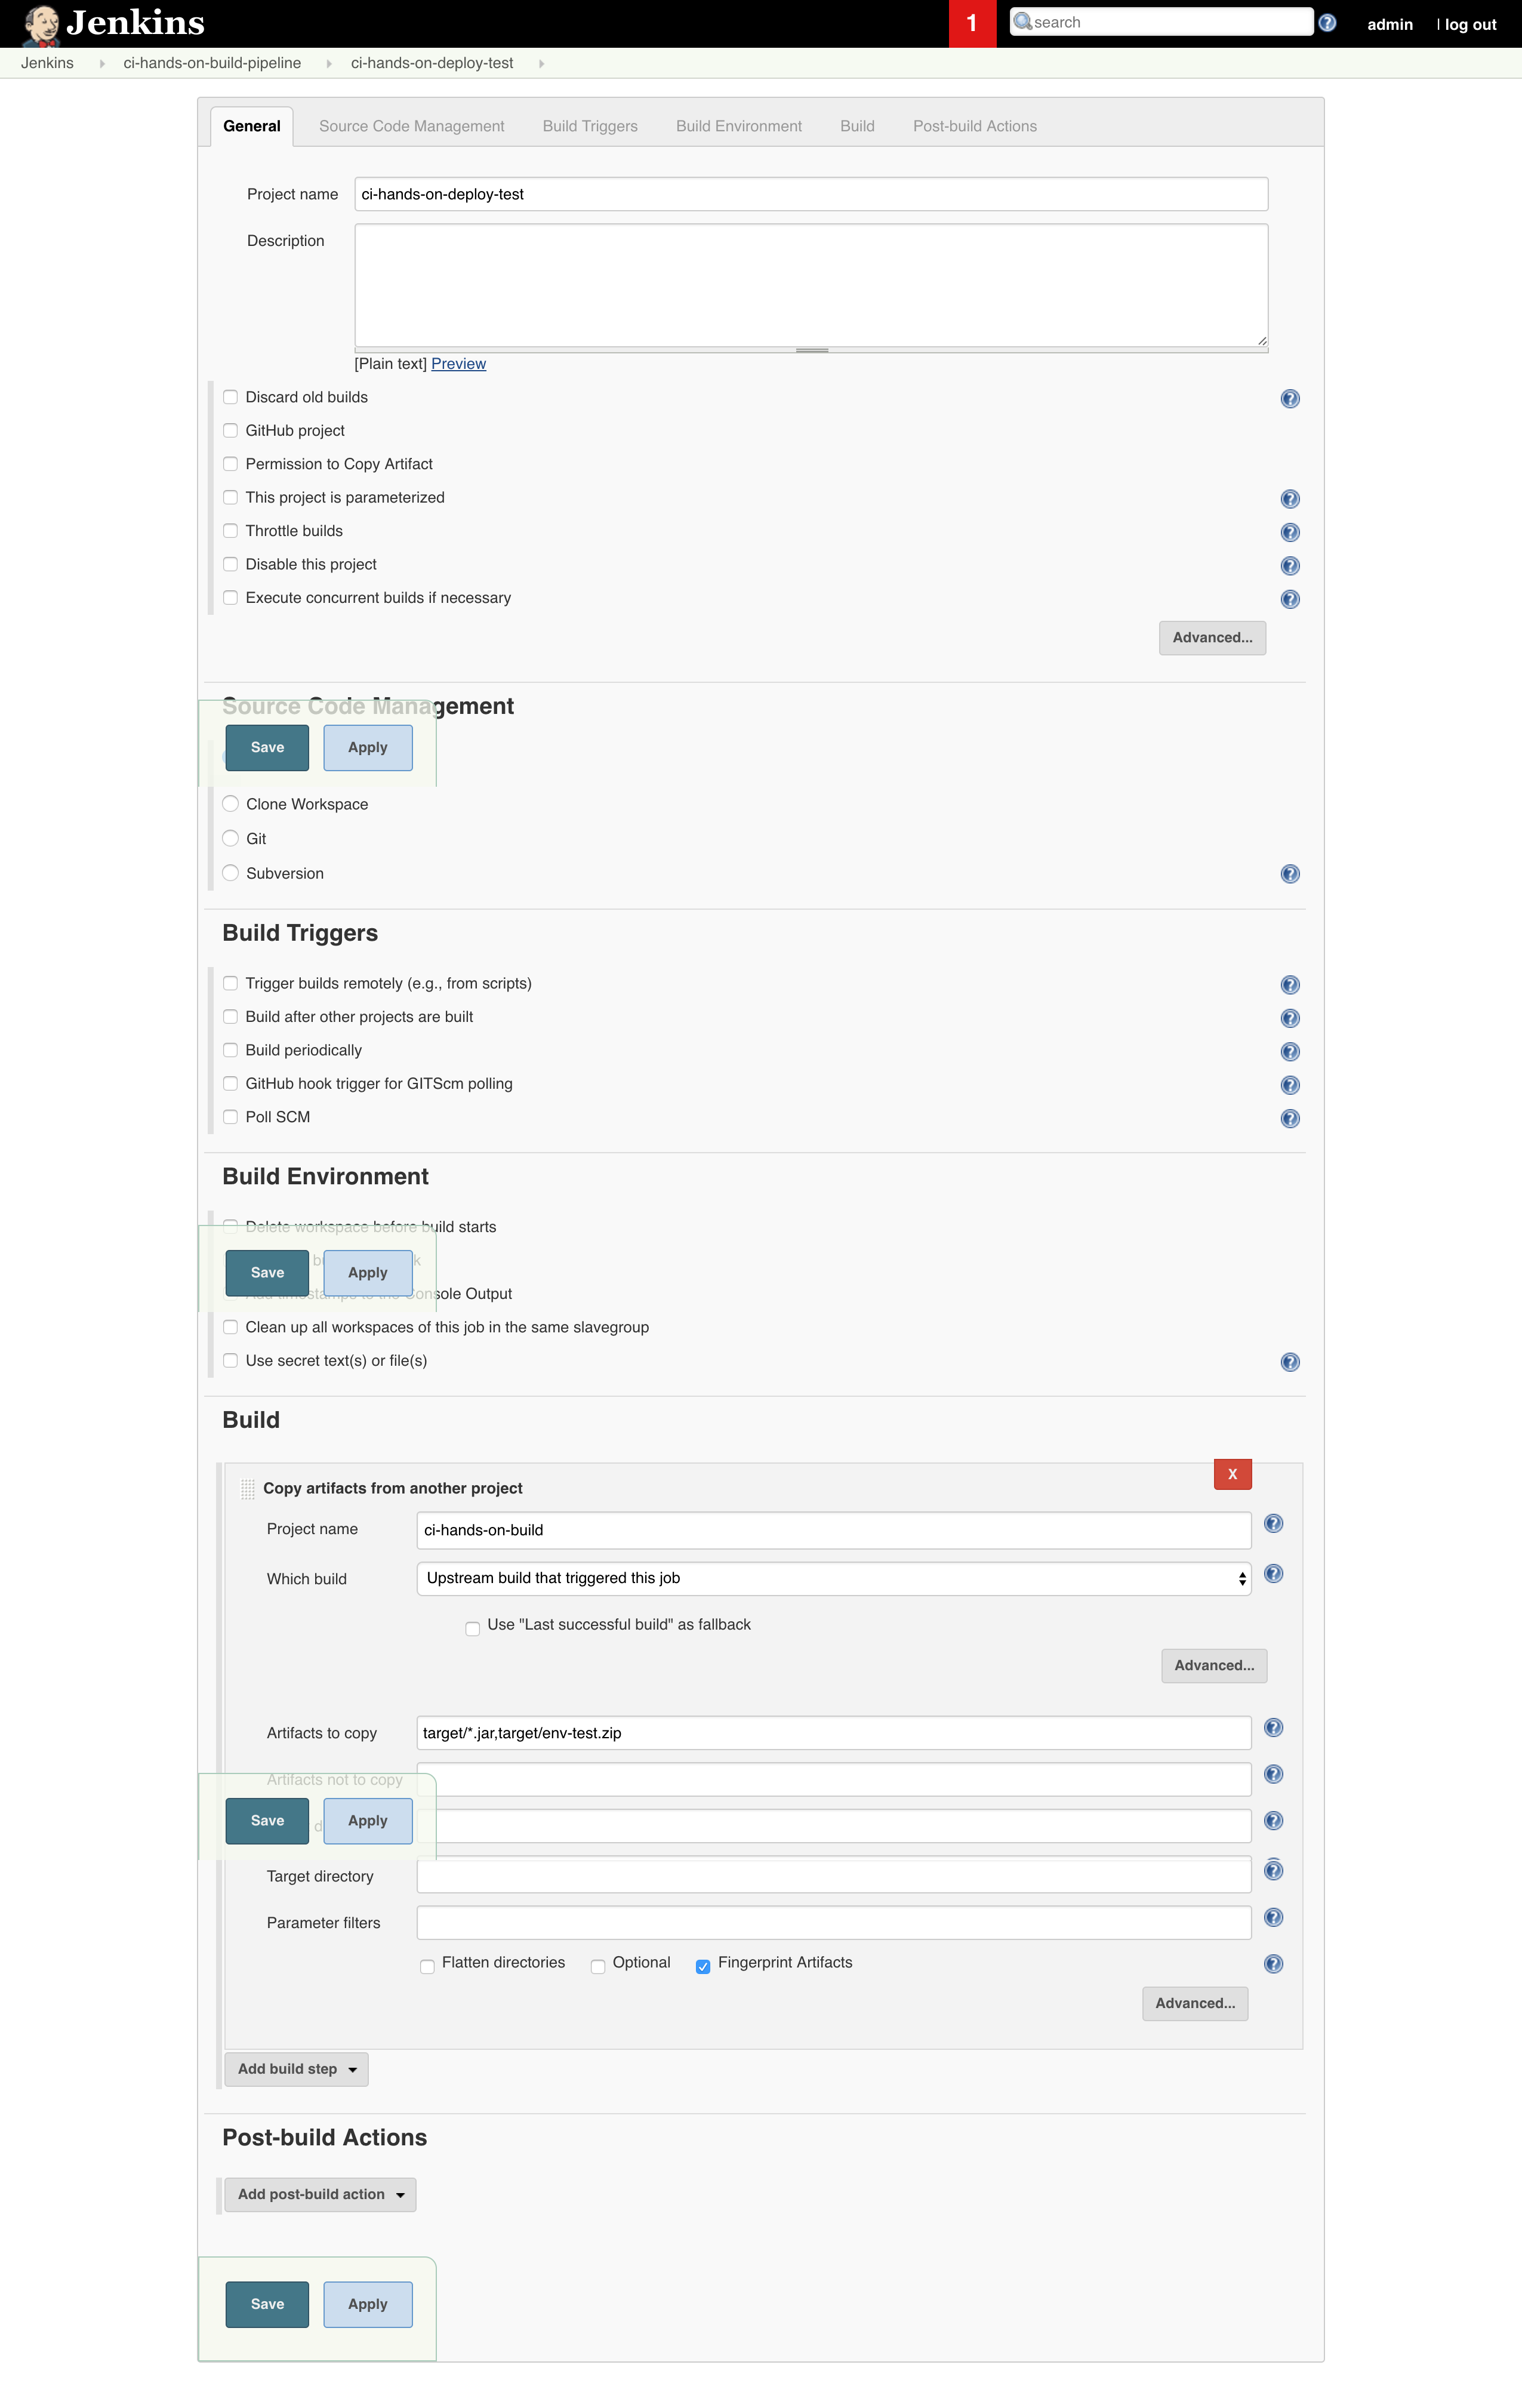 Jenkins
1
search
admin
| log out
Jenkins
ci-hands-on-build-pipeline
ci-hands-on-deploy-test
General
Source Code Management
Build Triggers
Build Environment
Build
Post-build Actions
Project name
ci-hands-on-deploy-test
Description
[Plain text] Preview
Discard old builds
GitHub project
Permission to Copy Artifact
This project is parameterized
Throttle builds
Disable this project
Execute concurrent builds if necessary
Advanced...
Source Code Management
Save
Apply
Clone Workspace
Git
Subversion
Build Triggers
Trigger builds remotely (e.g., from scripts)
Build after other projects are built
Build periodically
GitHub hook trigger for GITScm polling
Poll SCM
Build Environment
Delete workspace before build starts
Save
Apply
Add timestamps to the Console Output
Clean up all workspaces of this job in the same slavegroup
Use secret text(s) or file(s)
Build
X
Copy artifacts from another project
Project name
ci-hands-on-build
Which build
Upstream build that triggered this job
Use "Last successful build" as fallback
Advanced...
Artifacts to copy
target/*.jar,target/env-test.zip
Artifacts not to copy
Save
Apply
Target directory
Parameter filters
Flatten directories
Optional
Fingerprint Artifacts
Advanced...
Add build step
Post-build Actions
Add post-build action
Save
Apply